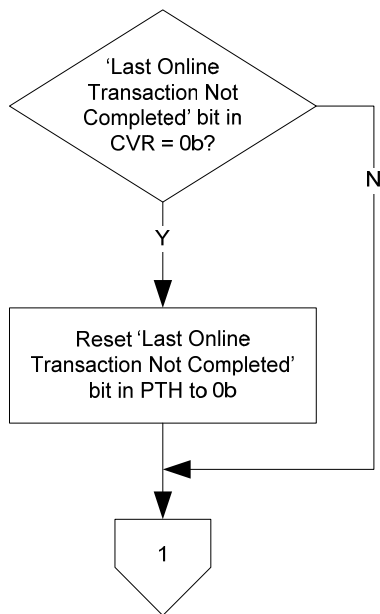 ‘Last Online
Transaction Not
Completed’ bit in
CVR = 0b?
N
Y
Reset ‘Last Online
Transaction Not Completed’
bit in PTH to 0b
1